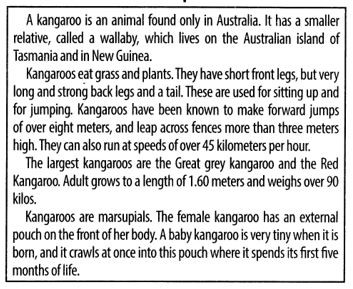 A kangaroo is an animal found only in Australia. It has a smaller
relative, called a wallaby, which lives on the Australian island of
Tasmania and in New Guinea.
Kangaroos eat grass and plants. They have short front legs, but very
long and strong back legs and a tail. These are used for sitting up and
for jumping. Kangaroos have been known to make forward jumps
of over eight meters, and leap across fences more than three meters
high. They can also run at speeds of over 45 kilometers per hour.
The largest kangaroos are the Great grey kangaroo and the Red
Kangaroo. Adult grows to a length of 1.60 meters and weighs over 90
kilos.
Kangaroos are marsupials. The female kangaroo has an external
pouch on the front of her body. A baby kangaroo is very tiny when it is
born, and it crawls at once into this pouch where it spends its first five
months of life.